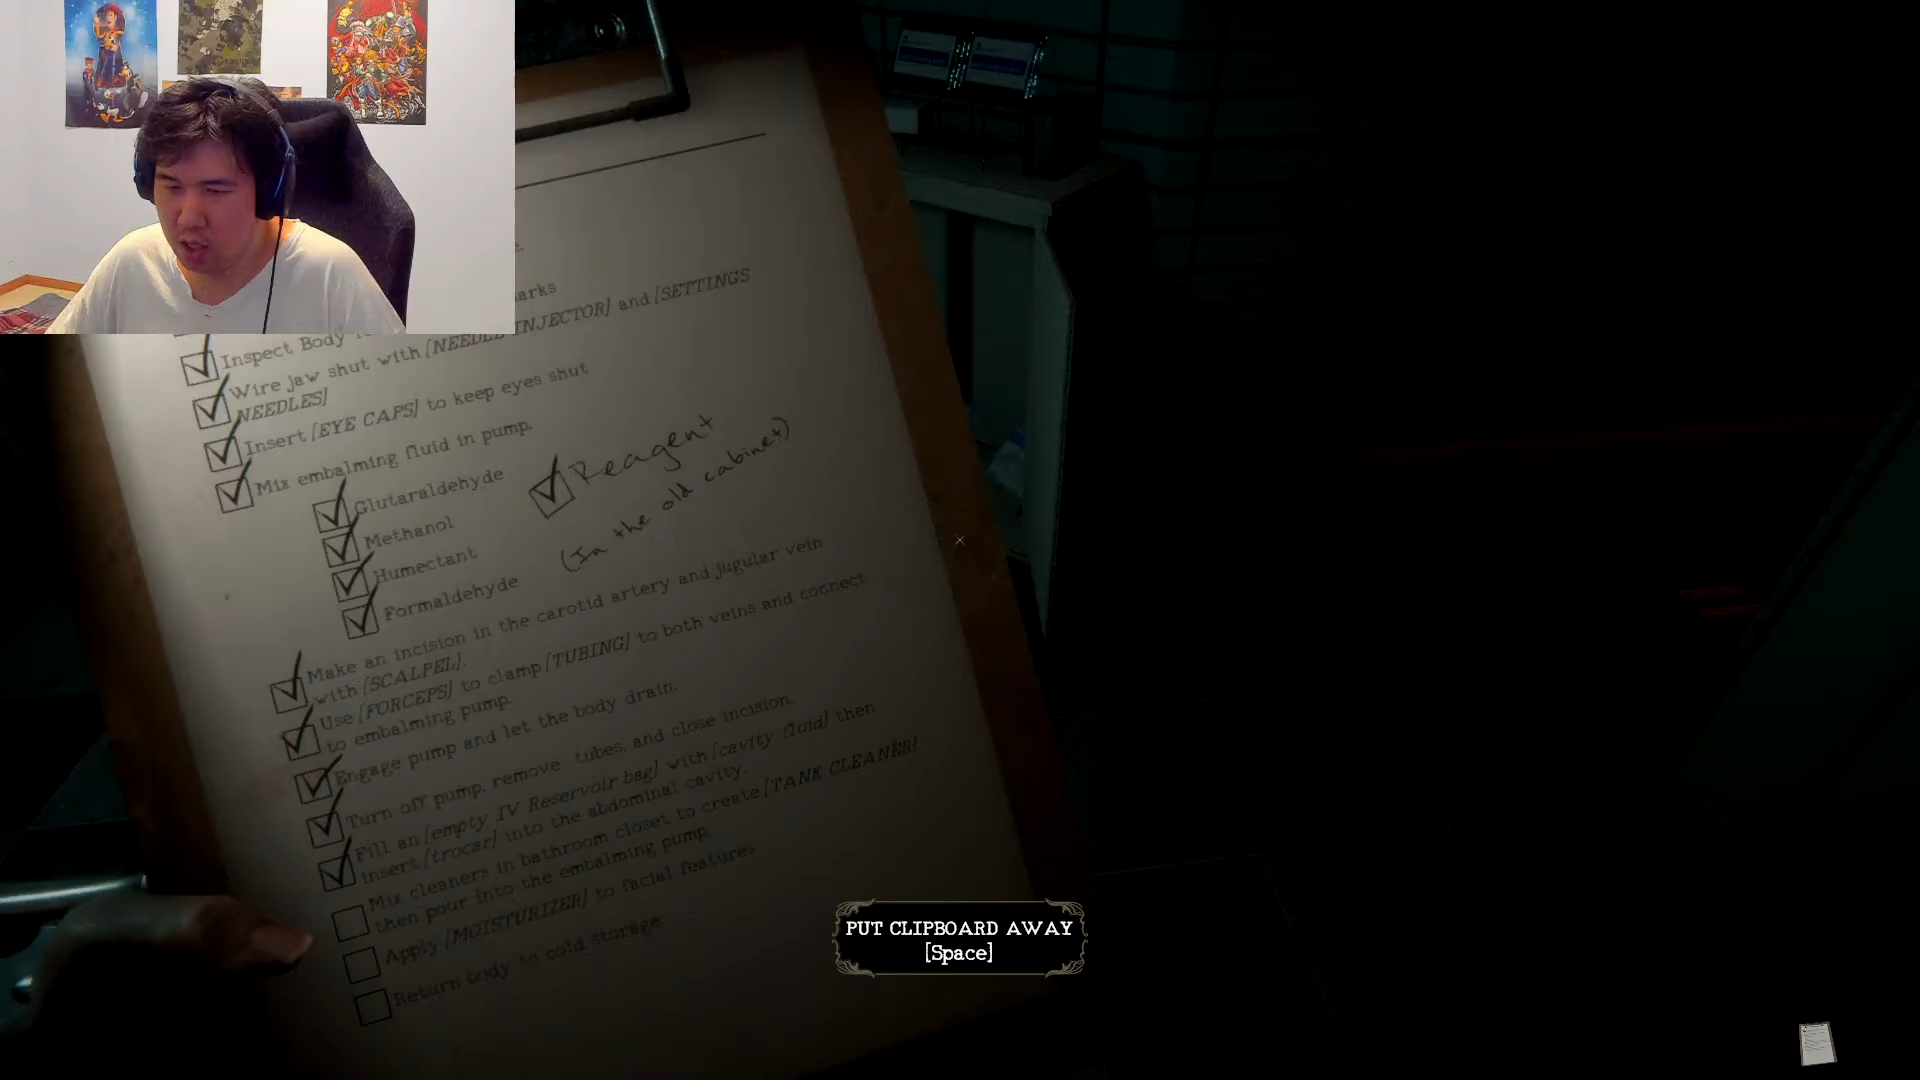 arks
Inspect Body
Wire jaw shut with [NEEDLE INJECTOR] and [SETTINGS
NEEDLES]
Insert [EYE CAPS] to keep eyes shut
Mix embalming fluid in pump.
Glutaraldehyde
Methanol
Humectant
Formaldehyde
Reagent
(In the old cabinet)
Make an incision in the carotid artery and jugular vein
with [SCALPEL].
Use [FORCEPS] to clamp [TUBING] to both veins and connect
to embalming pump.
Engage pump and let the body drain.
Turn off pump, remove tubes, and close incision.
Fill an [empty IV Reservoir bag] with [cavity fluid] then
insert [trocar] into the abdominal cavity.
Mix cleaners in bathroom closet to create [TANK CLEANER]
then pour into the embalming pump.
Apply [MOISTURIZER] to facial features
Return body to cold storage
PUT CLIPBOARD AWAY
[Space]